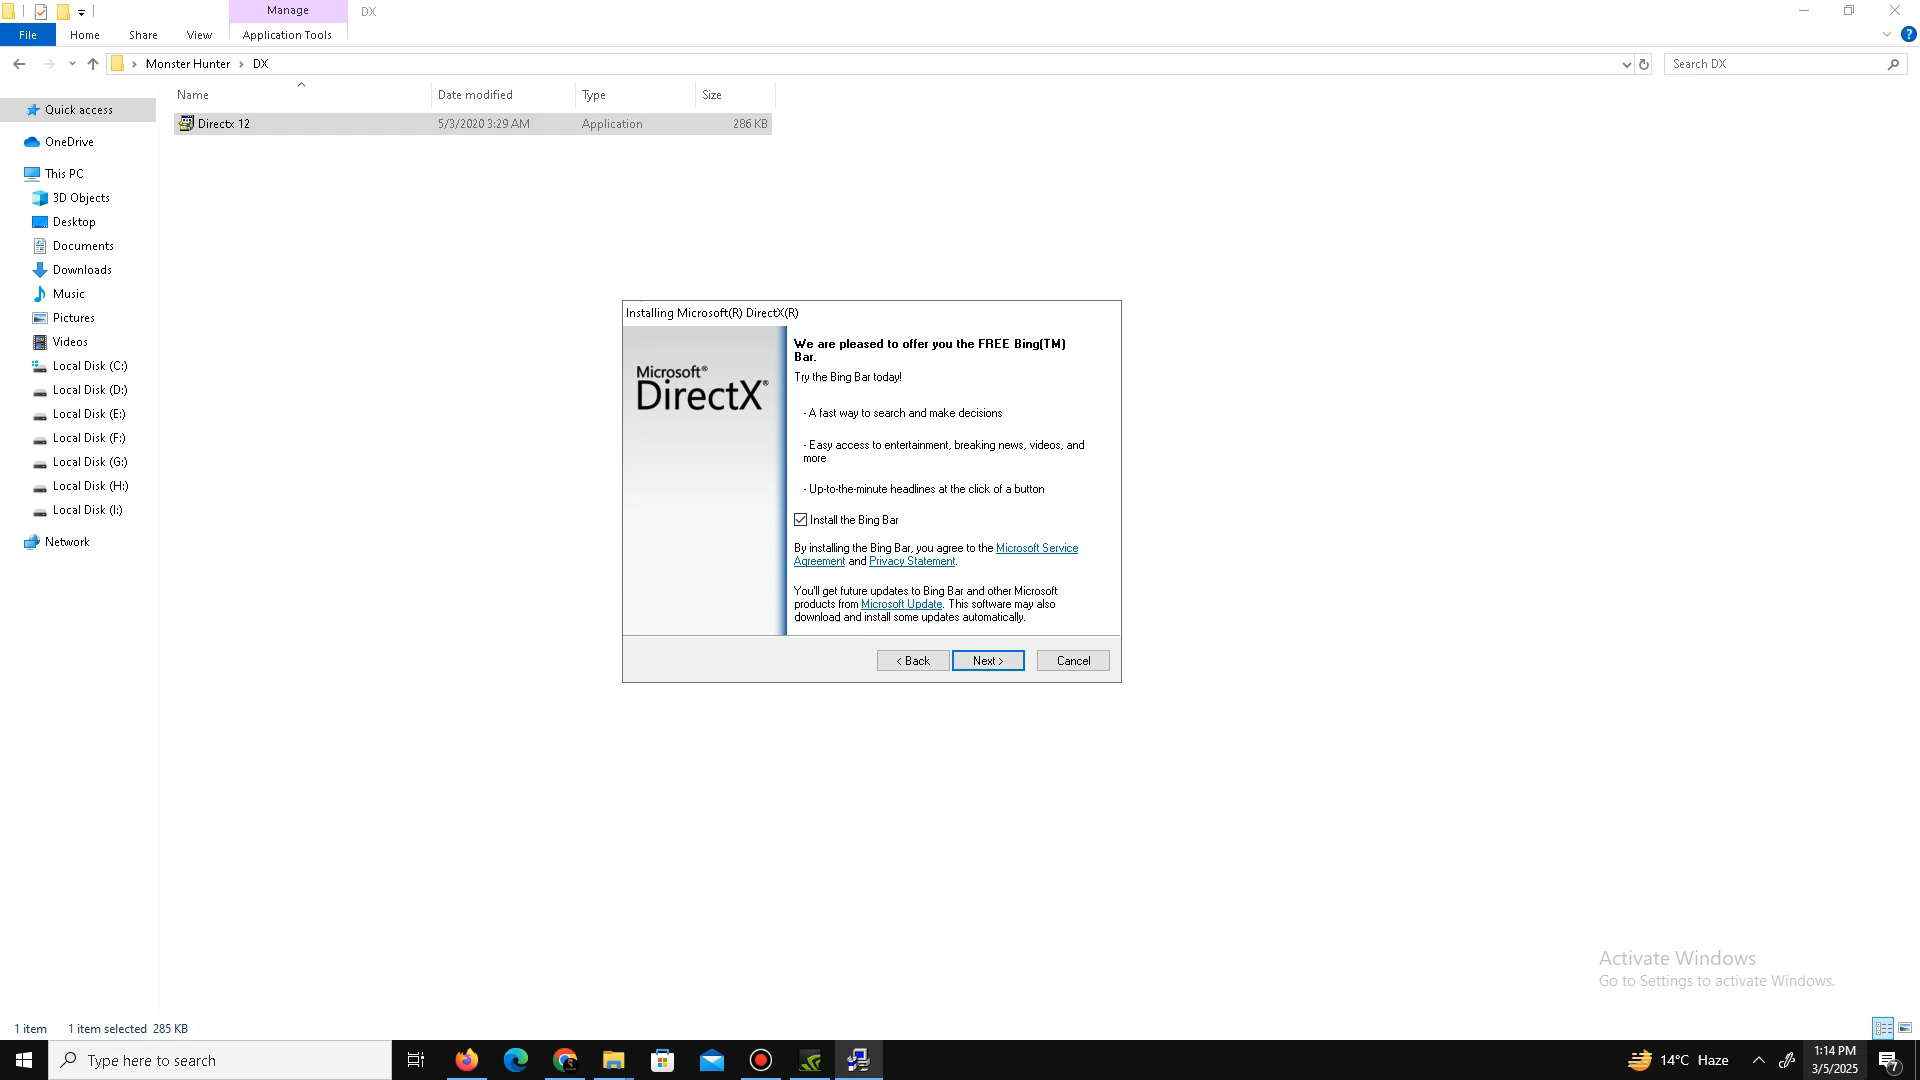 Manage
DX
File
Home
Share
View
Application Tools
Monster Hunter
DX
Search DX
Name
Date modified
Type
Size
Directx 12
5/3/2020 3:29 AM
Application
286 KB
Quick access
OneDrive
This PC
3D Objects
Desktop
Documents
Downloads
Music
Pictures
Videos
Local Disk (C:)
Local Disk (D:)
Local Disk (E:)
Local Disk (F:)
Local Disk (G:)
Local Disk (H:)
Local Disk (I:)
Network
Installing Microsoft(R) DirectX(R)
Microsoft®
DirectX®
We are pleased to offer you the FREE Bing(TM)
Bar.
Try the Bing Bar today!
- A fast way to search and make decisions
- Easy access to entertainment, breaking news, videos, and
more
- Up-to-the-minute headlines at the click of a button
Install the Bing Bar
By installing the Bing Bar, you agree to the Microsoft Service
Agreement and Privacy Statement.
You'll get future updates to Bing Bar and other Microsoft
products from Microsoft Update. This software may also
download and install some updates automatically.
< Back
Next >
Cancel
Activate Windows
Go to Settings to activate Windows.
1 item
1 item selected 285 KB
Type here to search
14°C Haze
1:14 PM
3/5/2025
7